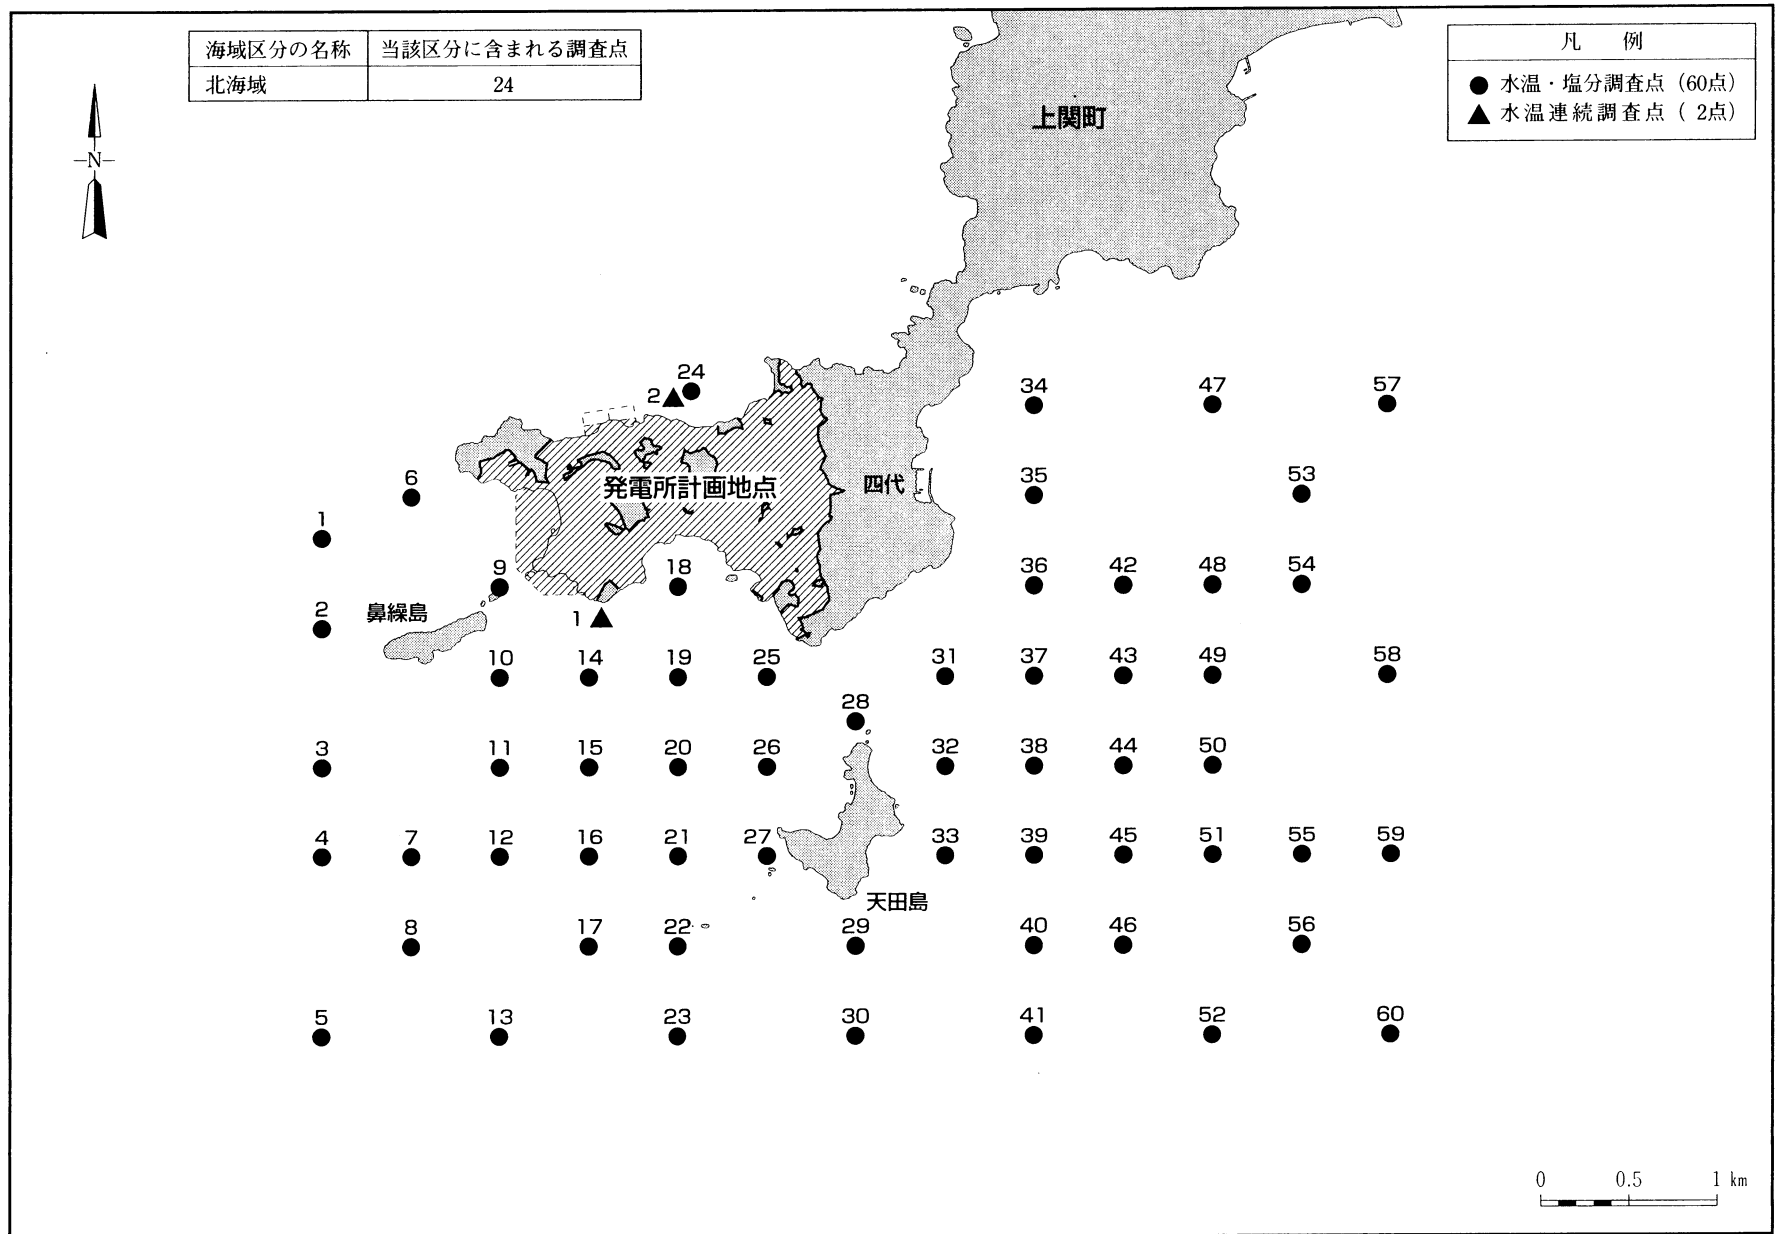 海域区分の名称 当該区分に含まれる調査点
北海域 24
凡 例
● 水温・塩分調査点 (60点)
▲ 水温連続調査点 ( 2点)
N
上関町
24
2
34 47 57
6
発電所計画地点
四代
35 53
1
9 18
36 42 48 54
2
鼻繰島
1
10 14 19 25 31 37 43 49 58
28
3 11 15 20 26 32 38 44 50
4 7 12 16 21 27 33 39 45 51 55 59
天田島
8 17 22 29 40 46 56
5 13 23 30 41 52 60
0 0.5 1 km